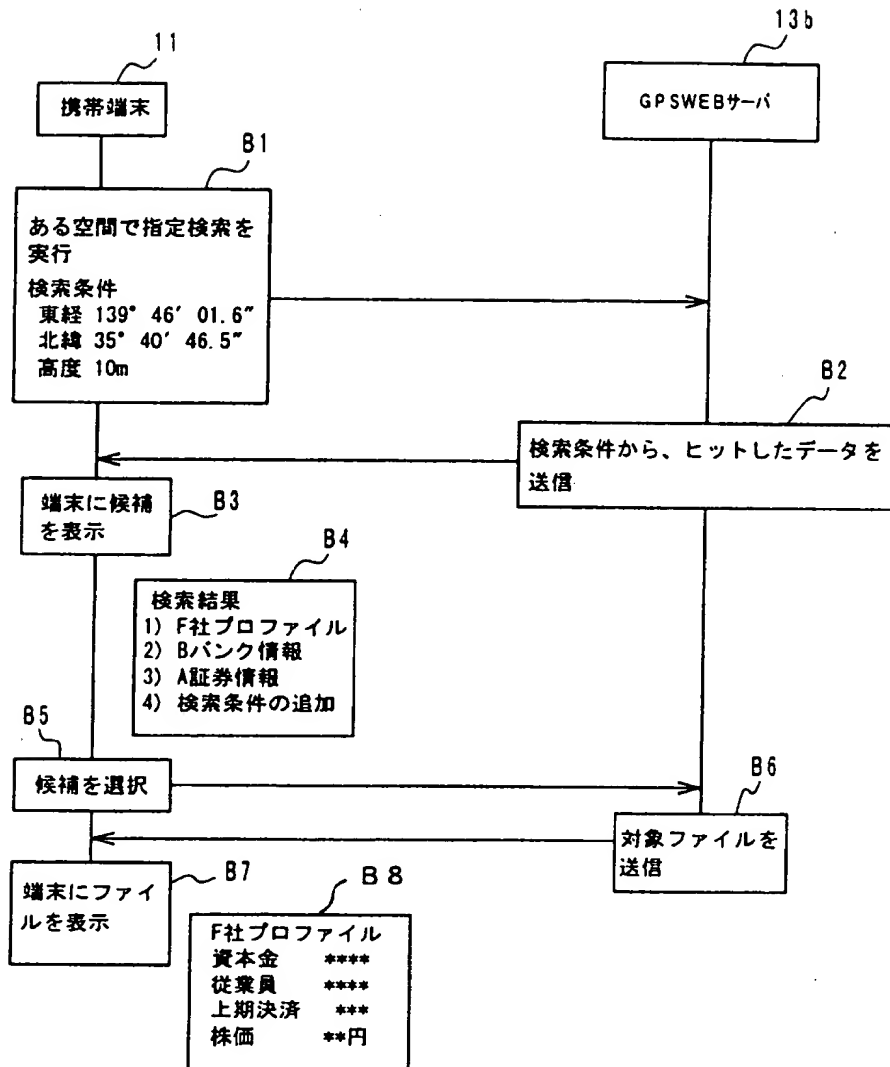 11
携帯端末
13b
GPSWEBサーバ
B1
ある空間で指定検索を
実行
検索条件
東経 139° 46′ 01.6″
北緯 35° 40′ 46.5″
高度 10m
B2
検索条件から、ヒットしたデータを
送信
B3
端末に候補
を表示
B4
検索結果
1) F社プロファイル
2) Bバンク情報
3) A証券情報
4) 検索条件の追加
B5
候補を選択
B6
対象ファイルを
送信
B7
端末にファイ
ルを表示
B8
F社プロファイル
資本金 ****
従業員 ****
上期決済 ***
株価 **円